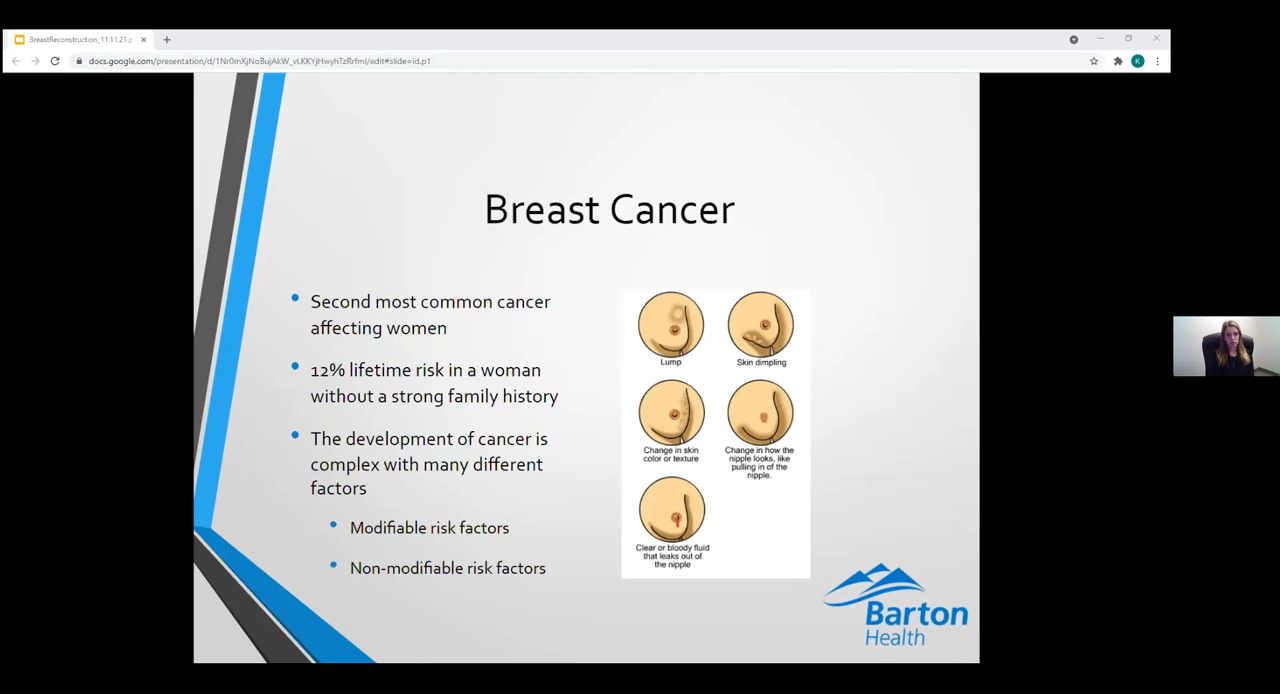 BreastReconstruction_11.11.21.p
docs.google.com/presentation/d/1Nr0mXjNoBujAkW_vLKKYjHwyhTzRrfml/edit#slide=id.p1
K
Breast Cancer
Second most common cancer
affecting women
12% lifetime risk in a woman
without a strong family history
The development of cancer is
complex with many different
factors
Modifiable risk factors
Non-modifiable risk factors
Lump
Skin dimpling
Change in skin
color or texture
Change in how the
nipple looks, like
pulling in of the
nipple.
Clear or bloody fluid
that leaks out of
the nipple
Barton
Health